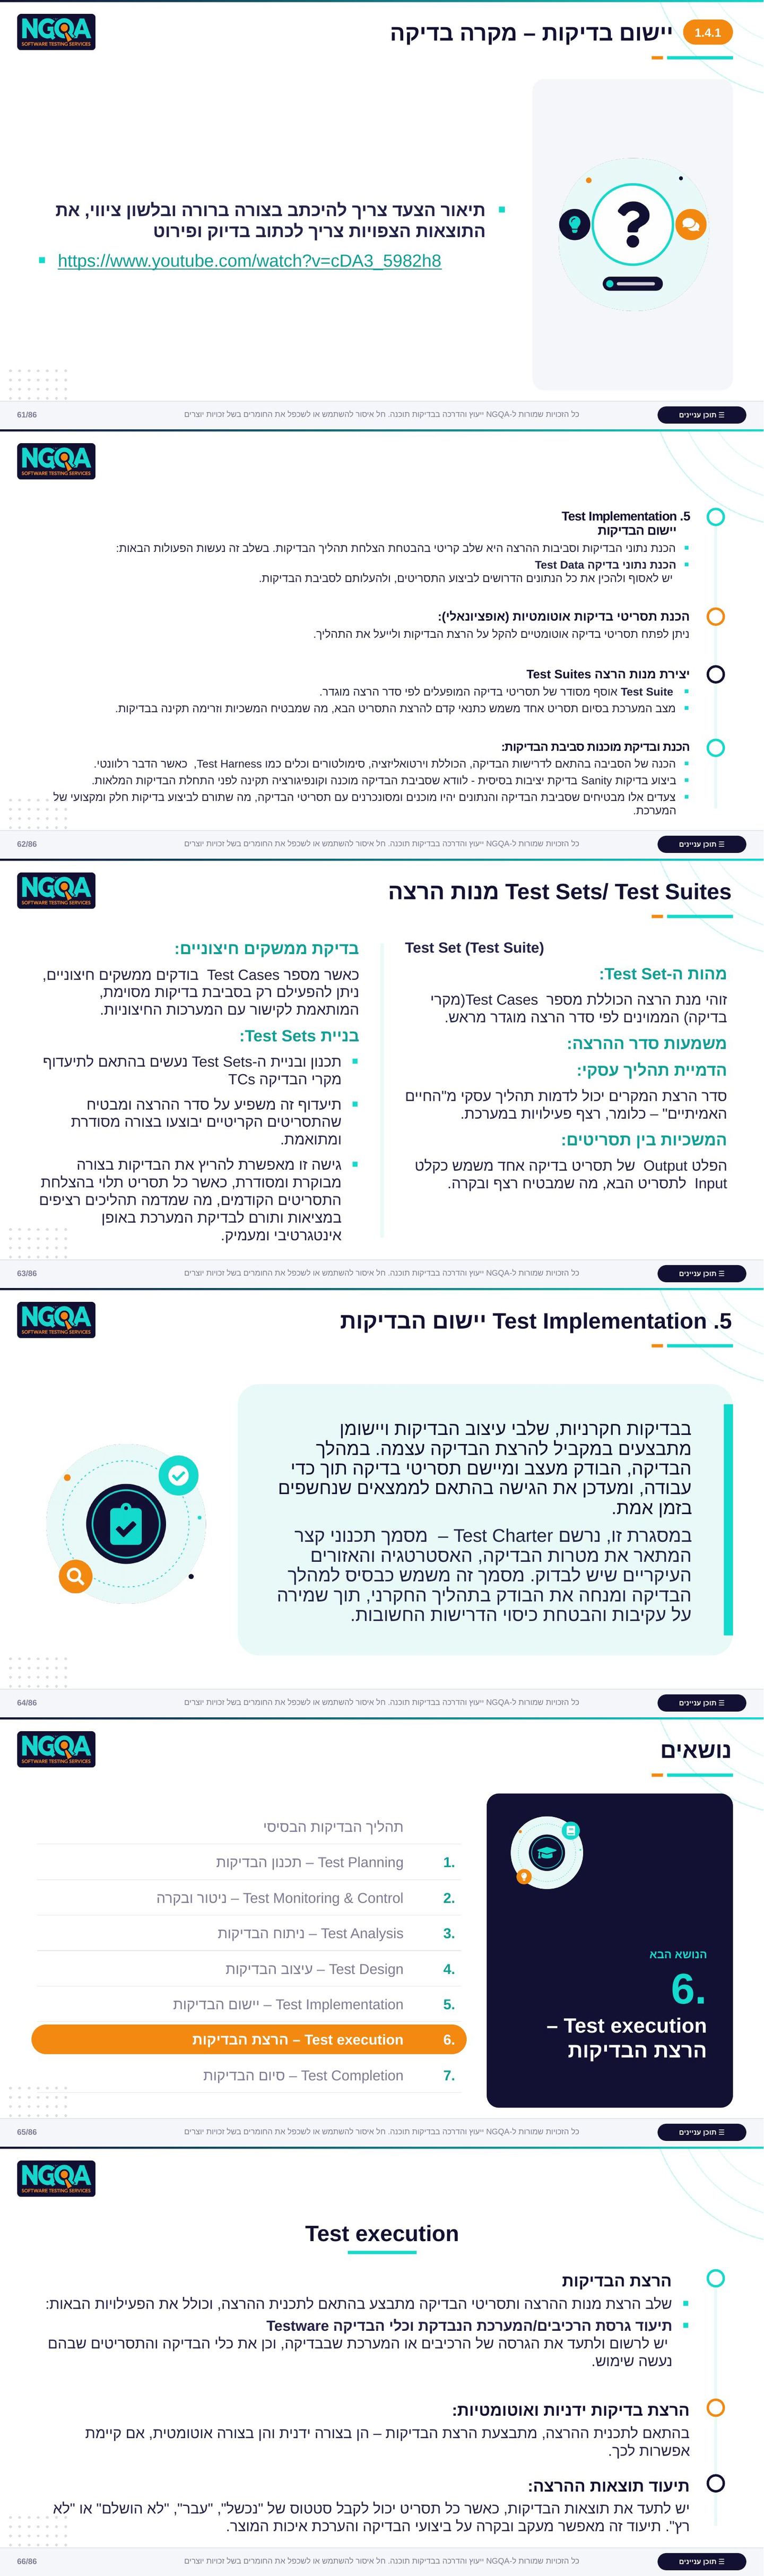 NGQA
SOFTWARE TESTING SERVICES
1.4.1
יישום בדיקות – מקרה בדיקה
תיאור הצעד צריך להיכתב בצורה ברורה ובלשון ציווי, את
התוצאות הצפויות צריך לכתוב בדיוק ופירוט
https://www.youtube.com/watch?v=cDA3_5982h8
☰ תוכן עניינים
כל הזכויות שמורות ל-NGQA ייעוץ והדרכה בבדיקות תוכנה. חל איסור להשתמש או לשכפל את החומרים בשל זכויות יוצרים
61/86
NGQA
SOFTWARE TESTING SERVICES
5. Test Implementation
יישום הבדיקות
הכנת נתוני הבדיקות וסביבות ההרצה היא שלב קריטי בהבטחת הצלחת תהליך הבדיקות. בשלב זה נעשות הפעולות הבאות:
הכנת נתוני בדיקה Test Data
יש לאסוף ולהכין את כל הנתונים הדרושים לביצוע התסריטים, ולהעלותם לסביבת הבדיקות.
הכנת תסריטי בדיקות אוטומטיות (אופציונאלי):
ניתן לפתח תסריטי בדיקה אוטומטיים להקל על הרצת הבדיקות ולייעל את התהליך.
יצירת מנות הרצה Test Suites
Test Suite אוסף מסודר של תסריטי בדיקה המופעלים לפי סדר הרצה מוגדר.
מצב המערכת בסיום תסריט אחד משמש כתנאי קדם להרצת התסריט הבא, מה שמבטיח המשכיות וזרימה תקינה בבדיקות.
הכנת ובדיקת מוכנות סביבת הבדיקות:
הכנה של הסביבה בהתאם לדרישות הבדיקה, הכוללת וירטואליזציה, סימולטורים וכלים כמו Test Harness, כאשר הדבר רלוונטי.
ביצוע בדיקות Sanity בדיקת יציבות בסיסית - לוודא שסביבת הבדיקה מוכנה וקונפיגורציה תקינה לפני התחלת הבדיקות המלאות.
צעדים אלו מבטיחים שסביבת הבדיקה והנתונים יהיו מוכנים ומסונכרנים עם תסריטי הבדיקה, מה שתורם לביצוע בדיקות חלק ומקצועי של
המערכת.
☰ תוכן עניינים
כל הזכויות שמורות ל-NGQA ייעוץ והדרכה בבדיקות תוכנה. חל איסור להשתמש או לשכפל את החומרים בשל זכויות יוצרים
62/86
NGQA
SOFTWARE TESTING SERVICES
Test Sets/ Test Suites מנות הרצה
Test Set (Test Suite)
מהות ה-Test Set:
זוהי מנת הרצה הכוללת מספר Test Cases(מקרי
בדיקה) הממוינים לפי סדר הרצה מוגדר מראש.
משמעות סדר ההרצה:
הדמיית תהליך עסקי:
סדר הרצת המקרים יכול לדמות תהליך עסקי מ"החיים
האמיתיים" – כלומר, רצף פעילויות במערכת.
המשכיות בין תסריטים:
הפלט Output של תסריט בדיקה אחד משמש כקלט
Input לתסריט הבא, מה שמבטיח רצף ובקרה.
בדיקת ממשקים חיצוניים:
כאשר מספר Test Cases בודקים ממשקים חיצוניים,
ניתן להפעילם רק בסביבת בדיקות מסוימת,
המותאמת לקישור עם המערכות החיצוניות.
בניית Test Sets:
תכנון ובניית ה-Test Sets נעשים בהתאם לתיעדוף
מקרי הבדיקה TCs
תיעדוף זה משפיע על סדר ההרצה ומבטיח
שהתסריטים הקריטיים יבוצעו בצורה מסודרת
ומתואמת.
גישה זו מאפשרת להריץ את הבדיקות בצורה
מבוקרת ומסודרת, כאשר כל תסריט תלוי בהצלחת
התסריטים הקודמים, מה שמדמה תהליכים רציפים
במציאות ותורם לבדיקת המערכת באופן
אינטגרטיבי ומעמיק.
☰ תוכן עניינים
כל הזכויות שמורות ל-NGQA ייעוץ והדרכה בבדיקות תוכנה. חל איסור להשתמש או לשכפל את החומרים בשל זכויות יוצרים
63/86
NGQA
SOFTWARE TESTING SERVICES
5. Test Implementation יישום הבדיקות
בבדיקות חקרניות, שלבי עיצוב הבדיקות ויישומן
מתבצעים במקביל להרצת הבדיקה עצמה. במהלך
הבדיקה, הבודק מעצב ומיישם תסריטי בדיקה תוך כדי
עבודה, ומעדכן את הגישה בהתאם לממצאים שנחשפים
בזמן אמת.
במסגרת זו, נרשם Test Charter – מסמך תכנוני קצר
המתאר את מטרות הבדיקה, האסטרטגיה והאזורים
העיקריים שיש לבדוק. מסמך זה משמש כבסיס למהלך
הבדיקה ומנחה את הבודק בתהליך החקרני, תוך שמירה
על עקיבות והבטחת כיסוי הדרישות החשובות.
☰ תוכן עניינים
כל הזכויות שמורות ל-NGQA ייעוץ והדרכה בבדיקות תוכנה. חל איסור להשתמש או לשכפל את החומרים בשל זכויות יוצרים
64/86
NGQA
SOFTWARE TESTING SERVICES
נושאים
הנושא הבא
6.
Test execution –
הרצת הבדיקות
תהליך הבדיקות הבסיסי
1. Test Planning – תכנון הבדיקות
2. Test Monitoring & Control – ניטור ובקרה
3. Test Analysis – ניתוח הבדיקות
4. Test Design – עיצוב הבדיקות
5. Test Implementation – יישום הבדיקות
6. Test execution – הרצת הבדיקות
7. Test Completion – סיום הבדיקות
☰ תוכן עניינים
כל הזכויות שמורות ל-NGQA ייעוץ והדרכה בבדיקות תוכנה. חל איסור להשתמש או לשכפל את החומרים בשל זכויות יוצרים
65/86
NGQA
SOFTWARE TESTING SERVICES
Test execution
הרצת הבדיקות
שלב הרצת מנות ההרצה ותסריטי הבדיקה מתבצע בהתאם לתכנית ההרצה, וכולל את הפעילויות הבאות:
תיעוד גרסת הרכיבים/המערכת הנבדקת וכלי הבדיקה Testware
יש לרשום ולתעד את הגרסה של הרכיבים או המערכת שבבדיקה, וכן את כלי הבדיקה והתסריטים שבהם
נעשה שימוש.
הרצת בדיקות ידניות ואוטומטיות:
בהתאם לתכנית ההרצה, מתבצעת הרצת הבדיקות – הן בצורה ידנית והן בצורה אוטומטית, אם קיימת
אפשרות לכך.
תיעוד תוצאות ההרצה:
יש לתעד את תוצאות הבדיקות, כאשר כל תסריט יכול לקבל סטטוס של "נכשל", "עבר", "לא הושלם" או "לא
רץ". תיעוד זה מאפשר מעקב ובקרה על ביצועי הבדיקה והערכת איכות המוצר.
☰ תוכן עניינים
כל הזכויות שמורות ל-NGQA ייעוץ והדרכה בבדיקות תוכנה. חל איסור להשתמש או לשכפל את החומרים בשל זכויות יוצרים
66/86